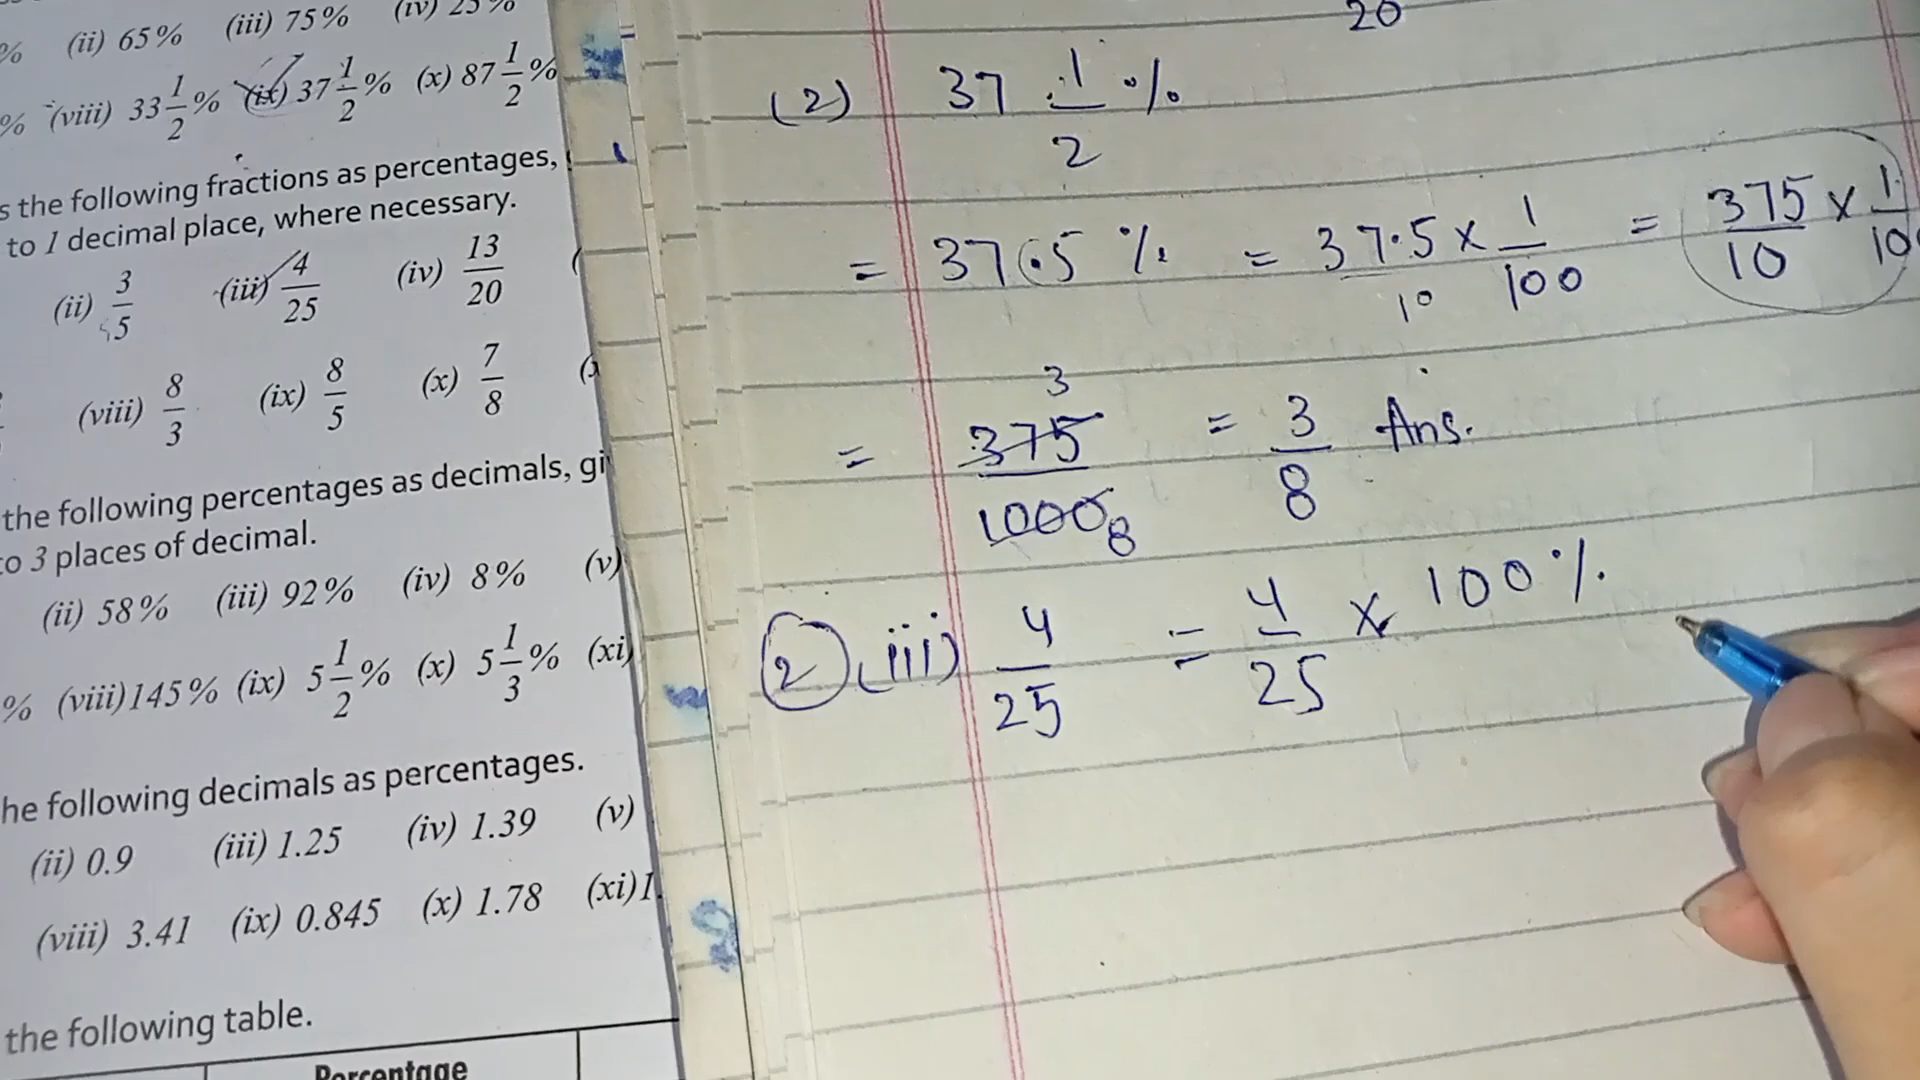 % (ii) 65% (iii) 75% (iv) 25%
% (viii) 33 1/2 % (ix) 37 1/2 % (x) 87 1/2 %
s the following fractions as percentages,
to 1 decimal place, where necessary.
(ii) 3/5 (iii) 4/25 (iv) 13/20
(viii) 8/3 (ix) 8/5 (x) 7/8
the following percentages as decimals, gi
to 3 places of decimal.
(ii) 58% (iii) 92% (iv) 8% (v)
% (viii) 145% (ix) 5 1/2 % (x) 5 1/3 % (xi)
he following decimals as percentages.
(ii) 0.9 (iii) 1.25 (iv) 1.39 (v)
(viii) 3.41 (ix) 0.845 (x) 1.78 (xi) 1.
the following table.
Percentage
20
(2) 37 1/2 %
= 37.5 % = 37.5/10 × 1/100 = 375/10 × 1/10
3
= 375/1000 = 3/8 Ans.
8
2 (iii) 4/25 = 4/25 × 100 %